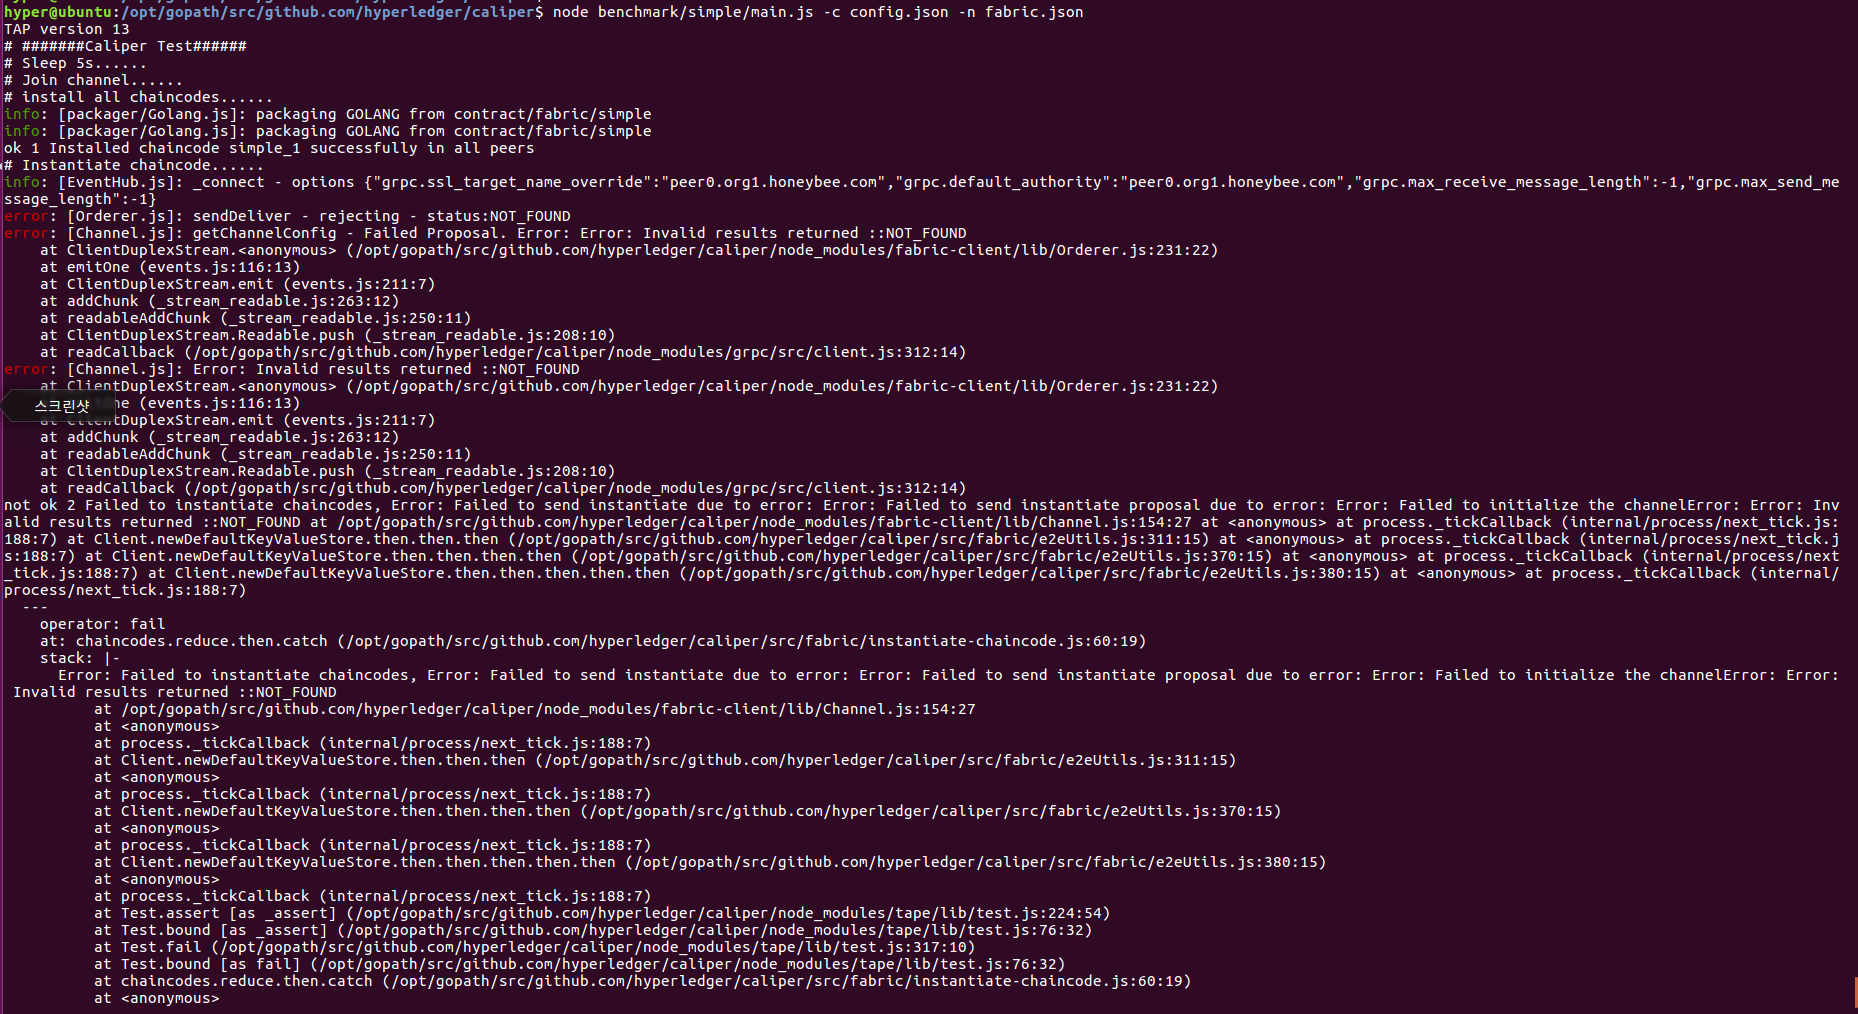 hyper@ubuntu:/opt/gopath/src/github.com/hyperledger/caliper$ node benchmark/simple/main.js -c config.json -n fabric.json
TAP version 13
# #######Caliper Test######
# Sleep 5s......
# Join channel......
# install all chaincodes......
info: [packager/Golang.js]: packaging GOLANG from contract/fabric/simple
info: [packager/Golang.js]: packaging GOLANG from contract/fabric/simple
ok 1 Installed chaincode simple_1 successfully in all peers
# Instantiate chaincode......
info: [EventHub.js]: _connect - options {"grpc.ssl_target_name_override":"peer0.org1.honeybee.com","grpc.default_authority":"peer0.org1.honeybee.com","grpc.max_receive_message_length":-1,"grpc.max_send_me
ssage_length":-1}
error: [Orderer.js]: sendDeliver - rejecting - status:NOT_FOUND
error: [Channel.js]: getChannelConfig - Failed Proposal. Error: Error: Invalid results returned ::NOT_FOUND
at ClientDuplexStream.<anonymous> (/opt/gopath/src/github.com/hyperledger/caliper/node_modules/fabric-client/lib/Orderer.js:231:22)
at emitOne (events.js:116:13)
at ClientDuplexStream.emit (events.js:211:7)
at addChunk (_stream_readable.js:263:12)
at readableAddChunk (_stream_readable.js:250:11)
at ClientDuplexStream.Readable.push (_stream_readable.js:208:10)
at readCallback (/opt/gopath/src/github.com/hyperledger/caliper/node_modules/grpc/src/client.js:312:14)
error: [Channel.js]: Error: Invalid results returned ::NOT_FOUND
at ClientDuplexStream.<anonymous> (/opt/gopath/src/github.com/hyperledger/caliper/node_modules/fabric-client/lib/Orderer.js:231:22)
스크린샷
(events.js:116:13)
at ClientDuplexStream.emit (events.js:211:7)
at addChunk (_stream_readable.js:263:12)
at readableAddChunk (_stream_readable.js:250:11)
at ClientDuplexStream.Readable.push (_stream_readable.js:208:10)
at readCallback (/opt/gopath/src/github.com/hyperledger/caliper/node_modules/grpc/src/client.js:312:14)
not ok 2 Failed to instantiate chaincodes, Error: Failed to send instantiate due to error: Error: Failed to send instantiate proposal due to error: Error: Failed to initialize the channelError: Error: Inv
alid results returned ::NOT_FOUND at /opt/gopath/src/github.com/hyperledger/caliper/node_modules/fabric-client/lib/Channel.js:154:27 at <anonymous> at process._tickCallback (internal/process/next_tick.js:
188:7) at Client.newDefaultKeyValueStore.then.then.then (/opt/gopath/src/github.com/hyperledger/caliper/src/fabric/e2eUtils.js:311:15) at <anonymous> at process._tickCallback (internal/process/next_tick.j
s:188:7) at Client.newDefaultKeyValueStore.then.then.then.then (/opt/gopath/src/github.com/hyperledger/caliper/src/fabric/e2eUtils.js:370:15) at <anonymous> at process._tickCallback (internal/process/next
_tick.js:188:7) at Client.newDefaultKeyValueStore.then.then.then.then.then (/opt/gopath/src/github.com/hyperledger/caliper/src/fabric/e2eUtils.js:380:15) at <anonymous> at process._tickCallback (internal/
process/next_tick.js:188:7)
---
operator: fail
at: chaincodes.reduce.then.catch (/opt/gopath/src/github.com/hyperledger/caliper/src/fabric/instantiate-chaincode.js:60:19)
stack: |-
Error: Failed to instantiate chaincodes, Error: Failed to send instantiate due to error: Error: Failed to send instantiate proposal due to error: Error: Failed to initialize the channelError: Error:
Invalid results returned ::NOT_FOUND
at /opt/gopath/src/github.com/hyperledger/caliper/node_modules/fabric-client/lib/Channel.js:154:27
at <anonymous>
at process._tickCallback (internal/process/next_tick.js:188:7)
at Client.newDefaultKeyValueStore.then.then.then (/opt/gopath/src/github.com/hyperledger/caliper/src/fabric/e2eUtils.js:311:15)
at <anonymous>
at process._tickCallback (internal/process/next_tick.js:188:7)
at Client.newDefaultKeyValueStore.then.then.then.then (/opt/gopath/src/github.com/hyperledger/caliper/src/fabric/e2eUtils.js:370:15)
at <anonymous>
at process._tickCallback (internal/process/next_tick.js:188:7)
at Client.newDefaultKeyValueStore.then.then.then.then.then (/opt/gopath/src/github.com/hyperledger/caliper/src/fabric/e2eUtils.js:380:15)
at <anonymous>
at process._tickCallback (internal/process/next_tick.js:188:7)
at Test.assert [as _assert] (/opt/gopath/src/github.com/hyperledger/caliper/node_modules/tape/lib/test.js:224:54)
at Test.bound [as _assert] (/opt/gopath/src/github.com/hyperledger/caliper/node_modules/tape/lib/test.js:76:32)
at Test.fail (/opt/gopath/src/github.com/hyperledger/caliper/node_modules/tape/lib/test.js:317:10)
at Test.bound [as fail] (/opt/gopath/src/github.com/hyperledger/caliper/node_modules/tape/lib/test.js:76:32)
at chaincodes.reduce.then.catch (/opt/gopath/src/github.com/hyperledger/caliper/src/fabric/instantiate-chaincode.js:60:19)
at <anonymous>